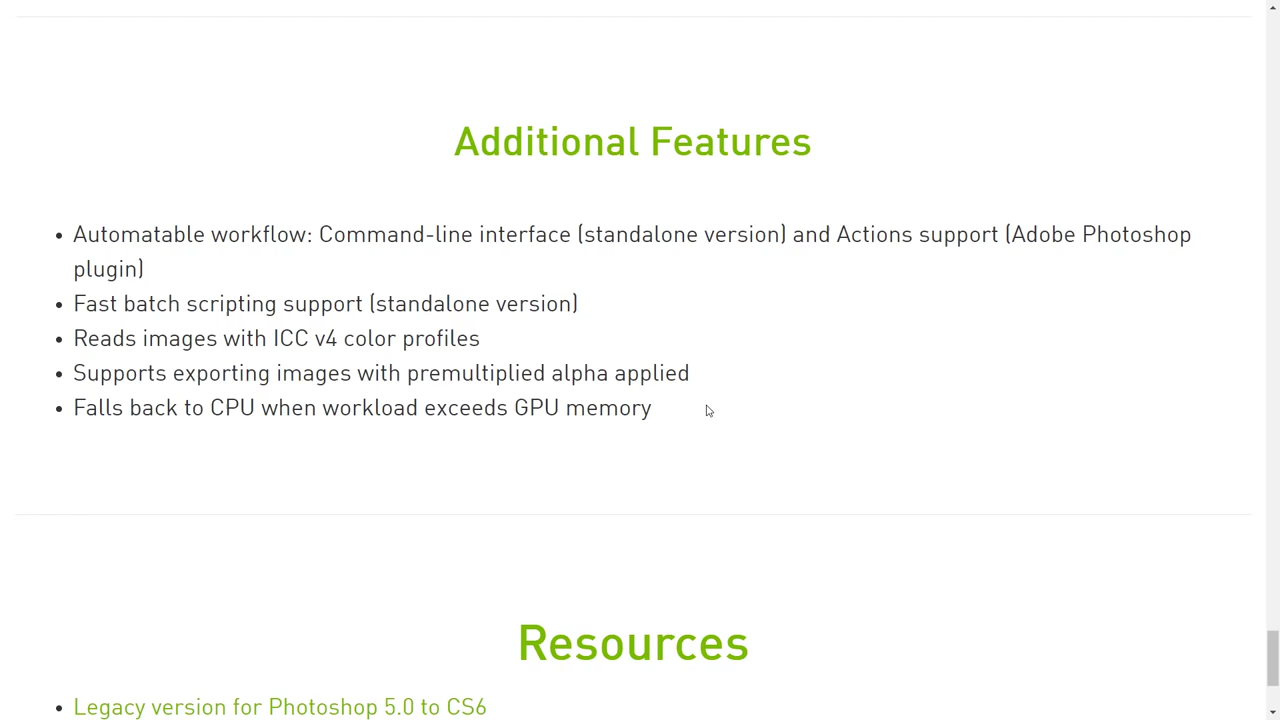 Additional Features
• Automatable workflow: Command-line interface (standalone version) and Actions support (Adobe Photoshop
plugin)
• Fast batch scripting support (standalone version)
• Reads images with ICC v4 color profiles
• Supports exporting images with premultiplied alpha applied
• Falls back to CPU when workload exceeds GPU memory
Resources
• Legacy version for Photoshop 5.0 to CS6